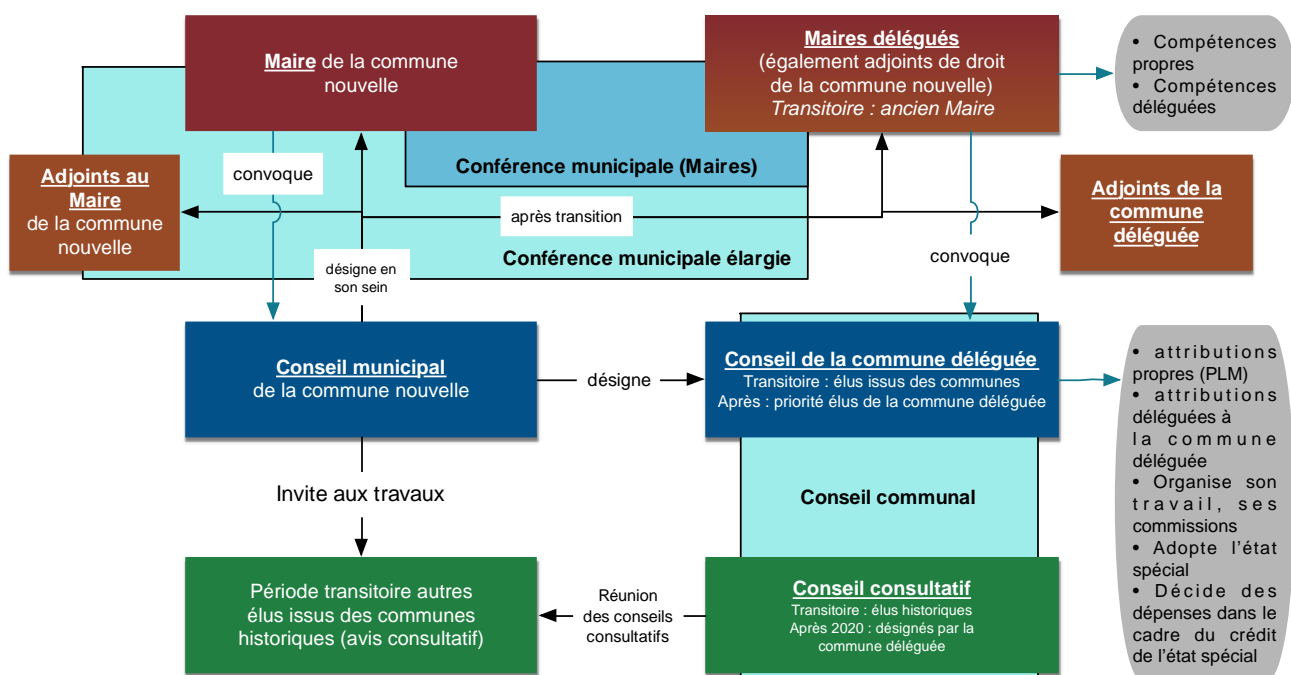 Maire de la commune
nouvelle
Maires délégués
(également adjoints de droit
de la commune nouvelle)
Transitoire : ancien Maire
• Compétences
propres
• Compétences
déléguées
Conférence municipale (Maires)
convoque
Adjoints au
Maire
de la commune
nouvelle
Adjoints de la
commune
déléguée
après transition
Conférence municipale élargie
convoque
désigne en
son sein
Conseil municipal
de la commune nouvelle
désigne
Conseil de la commune déléguée
Transitoire : élus issus des communes
Après : priorité élus de la commune déléguée
• attributions
propres (PLM)
• attributions
déléguées à
la commune
déléguée
• Organise son
travail, ses
commissions
• Adopte l’état
spécial
• Décide des
dépenses dans le
cadre du crédit
de l’état spécial
Invite aux travaux
Conseil communal
Période transitoire autres
élus issus des communes
historiques (avis consultatif)
Réunion
des conseils
consultatifs
Conseil consultatif
Transitoire : élus historiques
Après 2020 : désignés par la
commune déléguée